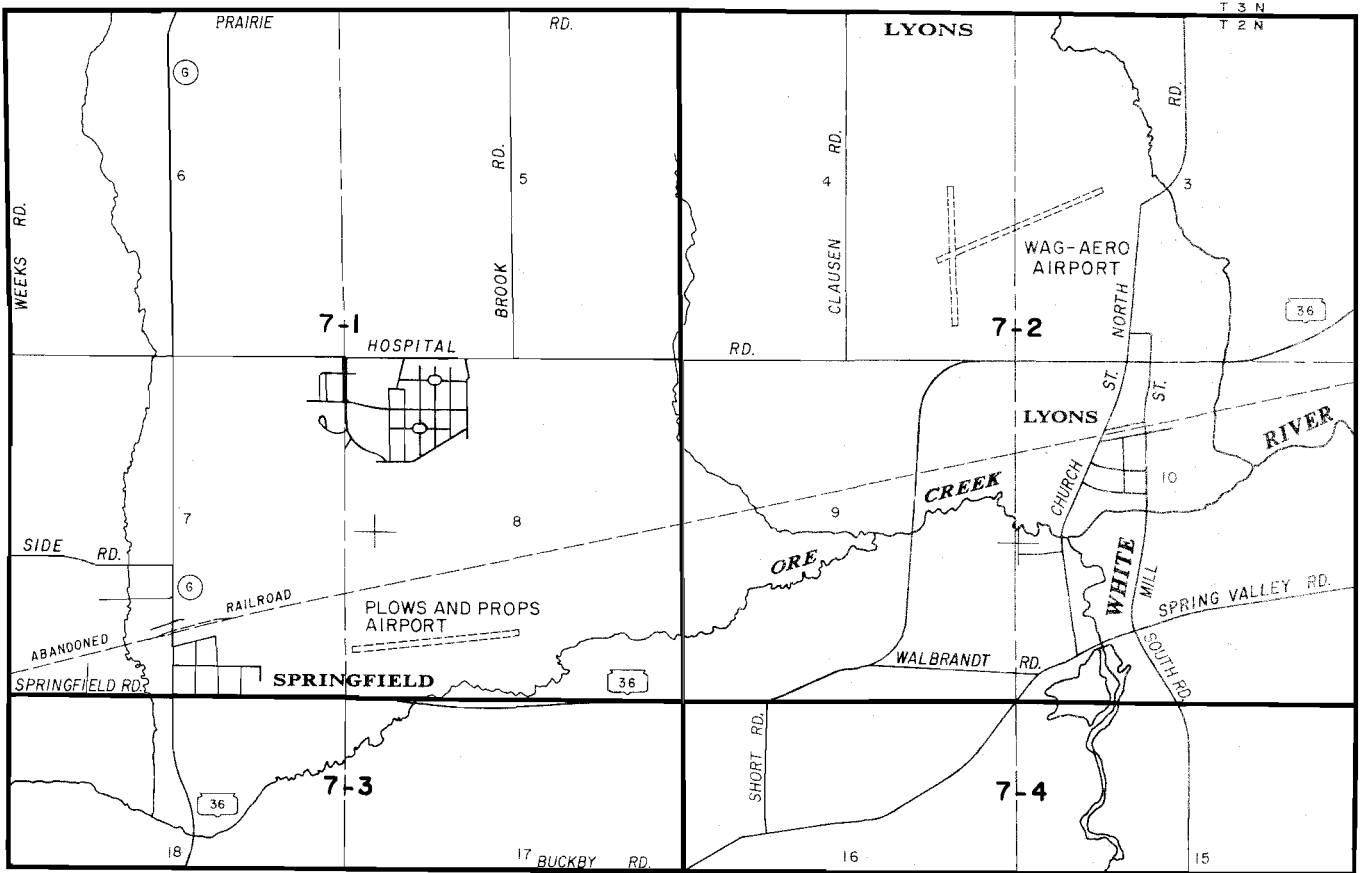 T 3 N
T 2 N
PRAIRIE RD.
LYONS
G
RD.
RD.
RD.
6
5
4
3
WEEKS RD.
BROOK
CLAUSEN
WAG-AERO
AIRPORT
NORTH
36
7-1
7-2
HOSPITAL RD.
ST.
ST.
LYONS
RIVER
CHURCH
CREEK
10
7
8
9
SIDE RD.
ORE
WHITE
MILL
G
RAILROAD
PLOWS AND PROPS
AIRPORT
SPRING VALLEY RD.
ABANDONED
WALBRANDT RD.
SOUTH RD.
SPRINGFIELD RD.
SPRINGFIELD
36
SHORT RD.
7-3
7-4
36
18
17
BUCKBY RD.
16
15